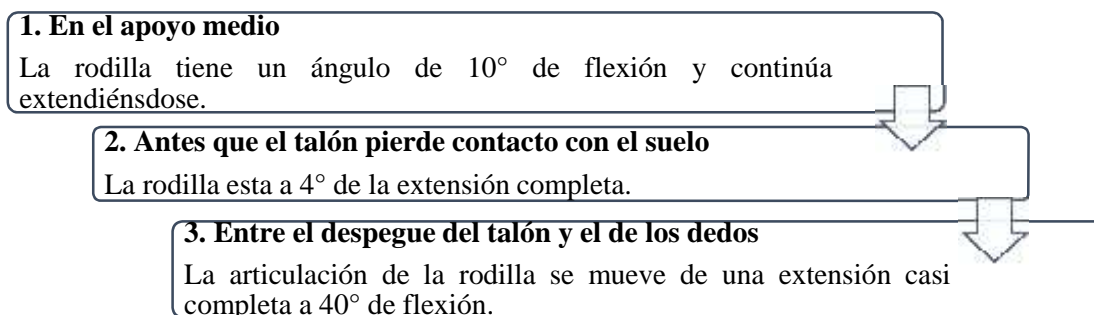 1. En el apoyo medio
La rodilla tiene un ángulo de 10° de flexión y continúa
extendiénsdose.
2. Antes que el talón pierde contacto con el suelo
La rodilla esta a 4° de la extensión completa.
3. Entre el despegue del talón y el de los dedos
La articulación de la rodilla se mueve de una extensión casi
completa a 40° de flexión.